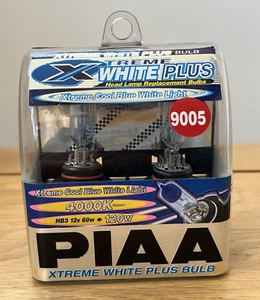 XTREME WHITE PLUS BULB
XTREME
WHITE PLUS
Head Lamp Replacement Bulbs
Xtreme Cool Blue White Light
9005
Xtreme Cool Blue White Light
4000K
HB3 12v 60w 120w
PIAA
XTREME WHITE PLUS BULB